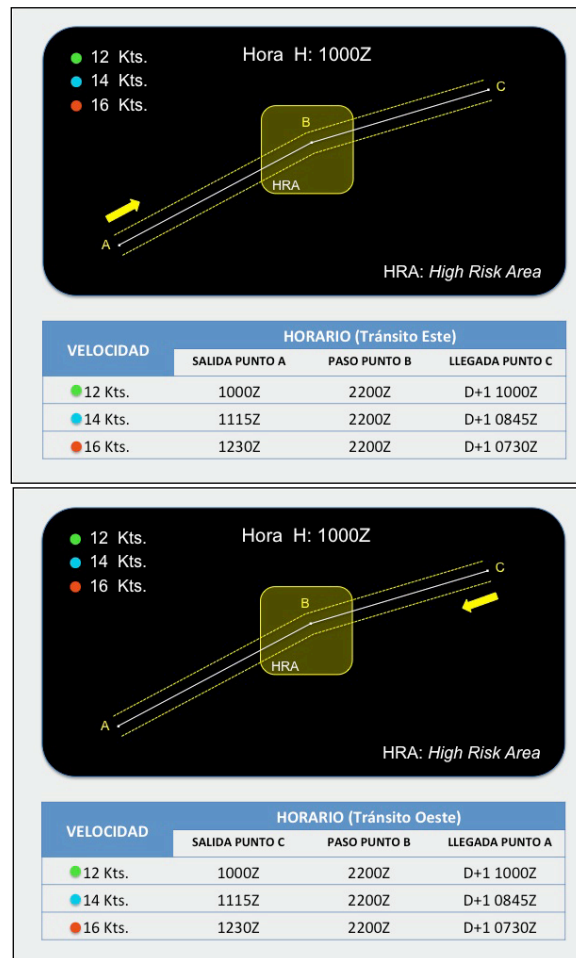 12 Kts.
Hora H: 1000Z
14 Kts.
16 Kts.
C
B
HRA
A
HRA: High Risk Area
VELOCIDAD
HORARIO (Tránsito Este)
SALIDA PUNTO A PASO PUNTO B LLEGADA PUNTO C
12 Kts. 1000Z 2200Z D+1 1000Z
14 Kts. 1115Z 2200Z D+1 0845Z
16 Kts. 1230Z 2200Z D+1 0730Z
12 Kts.
Hora H: 1000Z
14 Kts.
16 Kts.
C
B
HRA
A
HRA: High Risk Area
VELOCIDAD
HORARIO (Tránsito Oeste)
SALIDA PUNTO C PASO PUNTO B LLEGADA PUNTO A
12 Kts. 1000Z 2200Z D+1 1000Z
14 Kts. 1115Z 2200Z D+1 0845Z
16 Kts. 1230Z 2200Z D+1 0730Z